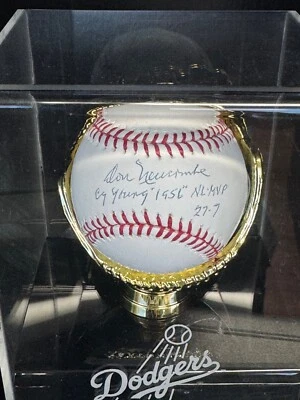 Don Newcombe
Cy Young "1956" NL-MVP
27-7
Dodgers